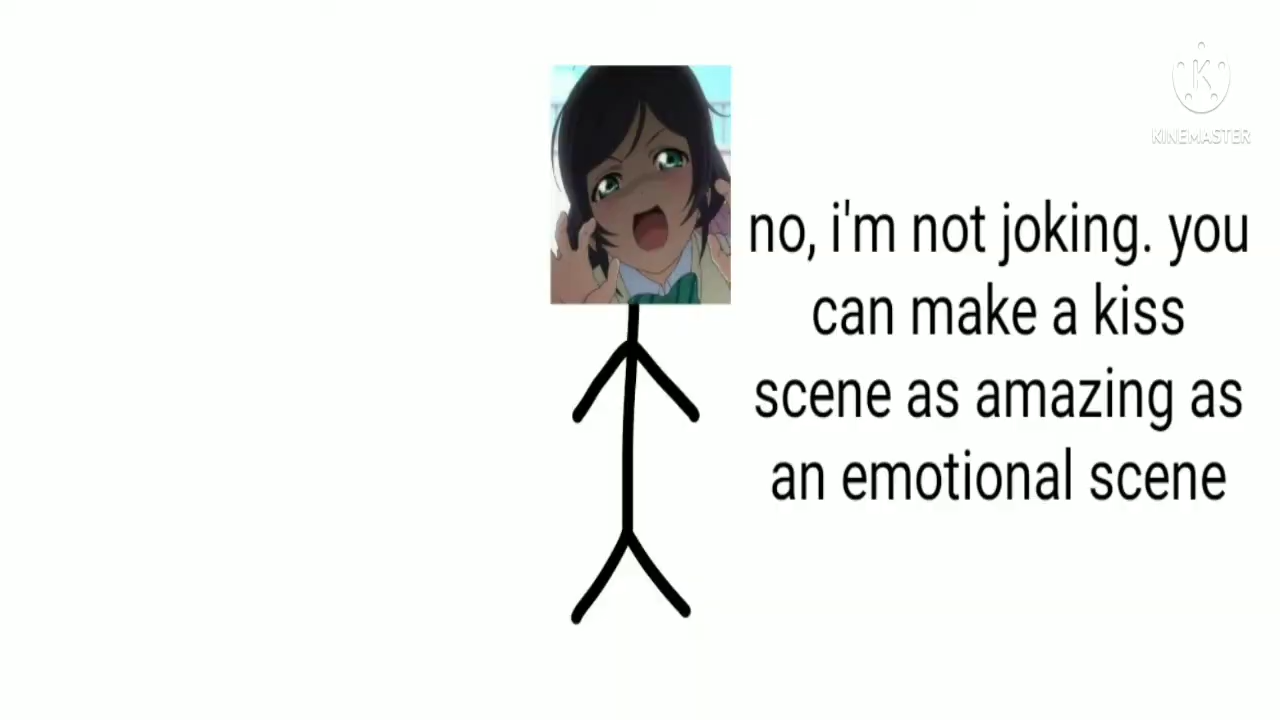 KINEMASTER
no, i'm not joking. you
can make a kiss
scene as amazing as
an emotional scene